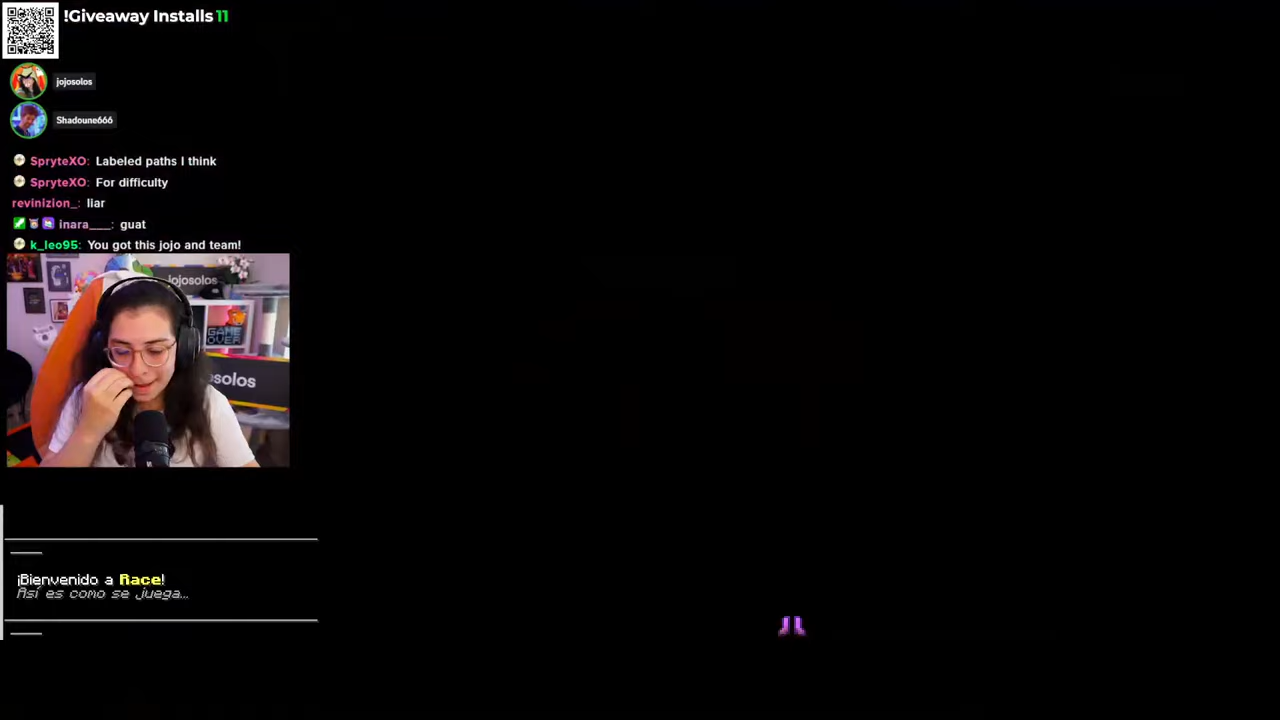 !Giveaway Installs 11
jojosolos
Shadoune666
SpryteXO: Labeled paths I think
SpryteXO: For difficulty
revinizion_: liar
inara___: guat
k_leo95: You got this jojo and team!
jojosolos
GAME
OVER
josolos
¡Bienvenido a Race!
Así es como se juega...